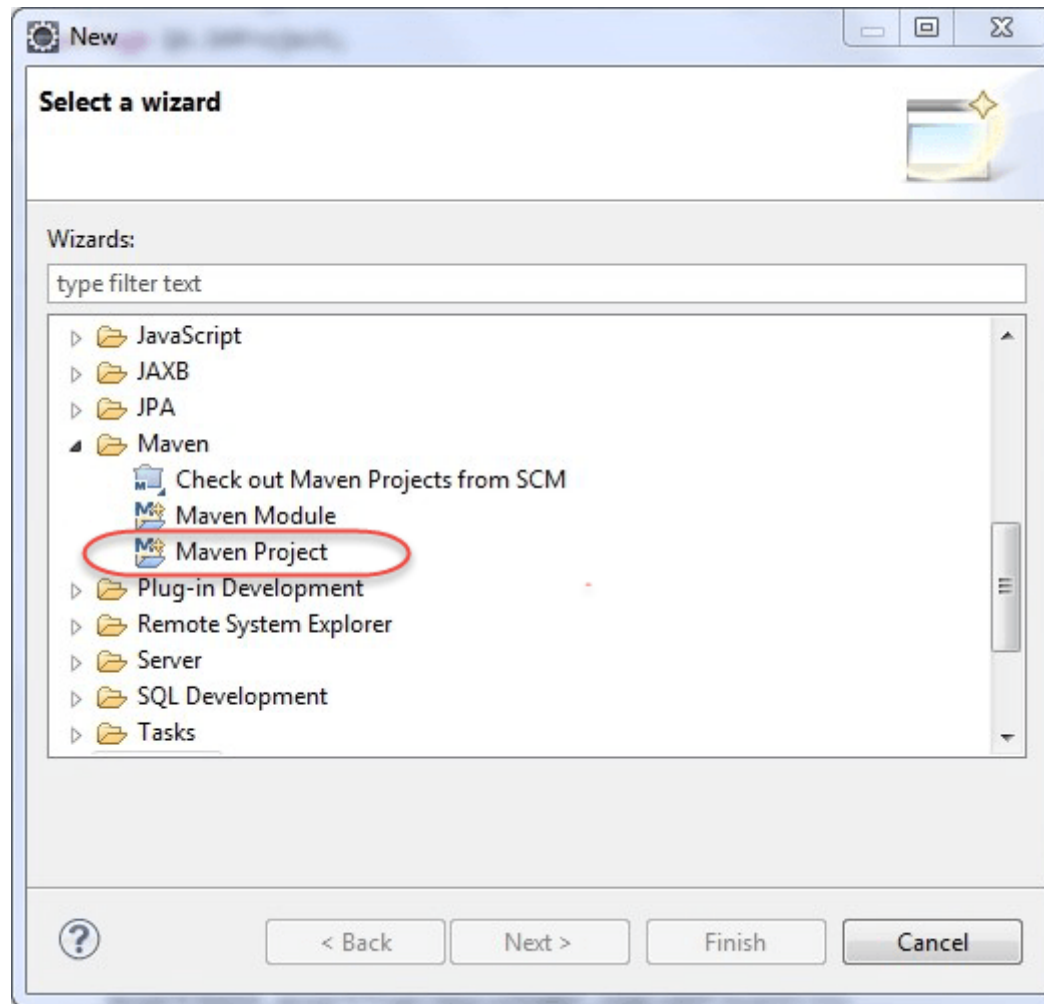 New
Select a wizard
Wizards:
type filter text
JavaScript
JAXB
JPA
Maven
Check out Maven Projects from SCM
Maven Module
Maven Project
Plug-in Development
Remote System Explorer
Server
SQL Development
Tasks
< Back Next > Finish Cancel